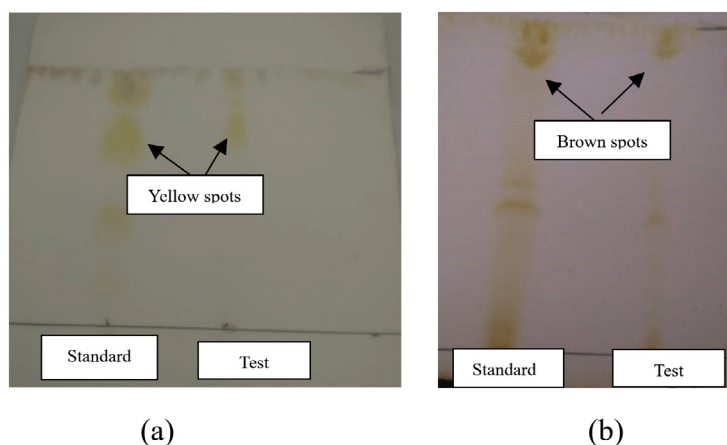 Yellow spots
Standard
Test
Brown spots
Standard
Test
(a)
(b)